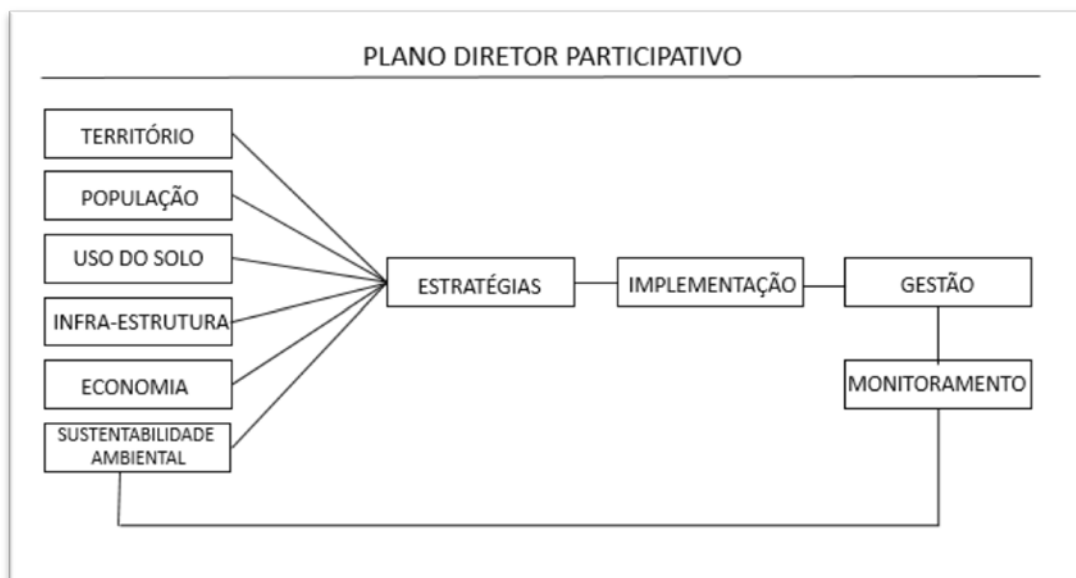 PLANO DIRETOR PARTICIPATIVO
TERRITÓRIO
POPULAÇÃO
USO DO SOLO
INFRA-ESTRUTURA
ECONOMIA
SUSTENTABILIDADE
AMBIENTAL
ESTRATÉGIAS
IMPLEMENTAÇÃO
GESTÃO
MONITORAMENTO